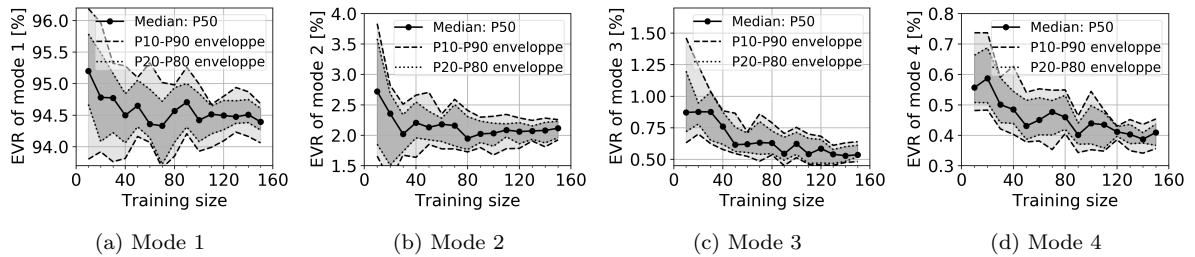 EVR of mode 1 [%]
96.0
95.5
95.0
94.5
94.0
Median: P50
P10-P90 enveloppe
P20-P80 enveloppe
0 40 80 120 160
Training size
(a) Mode 1
EVR of mode 2 [%]
4.0
3.5
3.0
2.5
2.0
1.5
Median: P50
P10-P90 enveloppe
P20-P80 enveloppe
0 40 80 120 160
Training size
(b) Mode 2
EVR of mode 3 [%]
1.50
1.25
1.00
0.75
0.50
Median: P50
P10-P90 enveloppe
P20-P80 enveloppe
0 40 80 120 160
Training size
(c) Mode 3
EVR of mode 4 [%]
0.8
0.7
0.6
0.5
0.4
0.3
Median: P50
P10-P90 enveloppe
P20-P80 enveloppe
0 40 80 120 160
Training size
(d) Mode 4